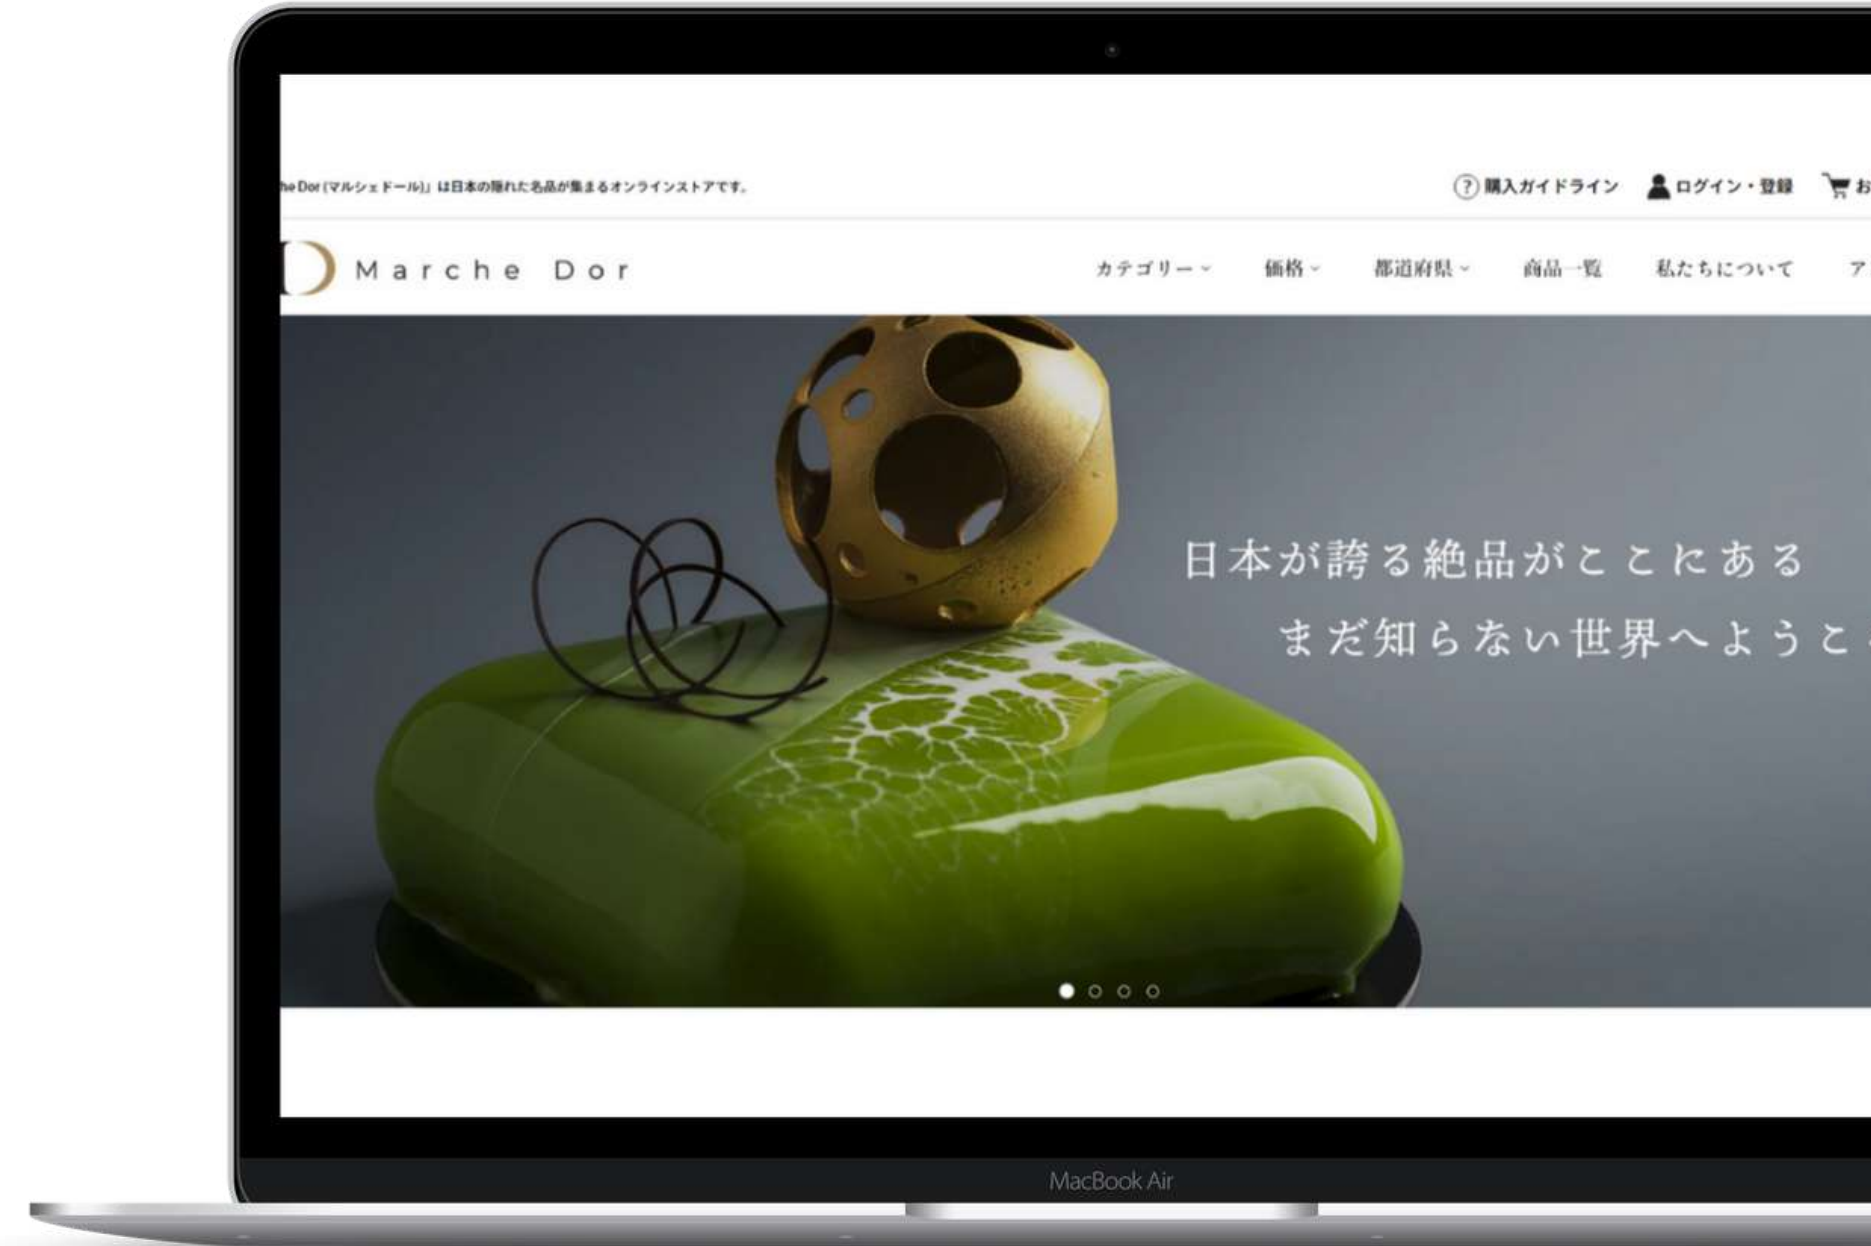 he Dor (マルシェドール)」は日本の隠れた名品が集まるオンラインストアです。
? 購入ガイドライン ログイン・登録 お
D Marche Dor
カテゴリー 価格 都道府県 商品一覧 私たちについて ア
日本が誇る絶品がここにある
まだ知らない世界へようこ
MacBook Air